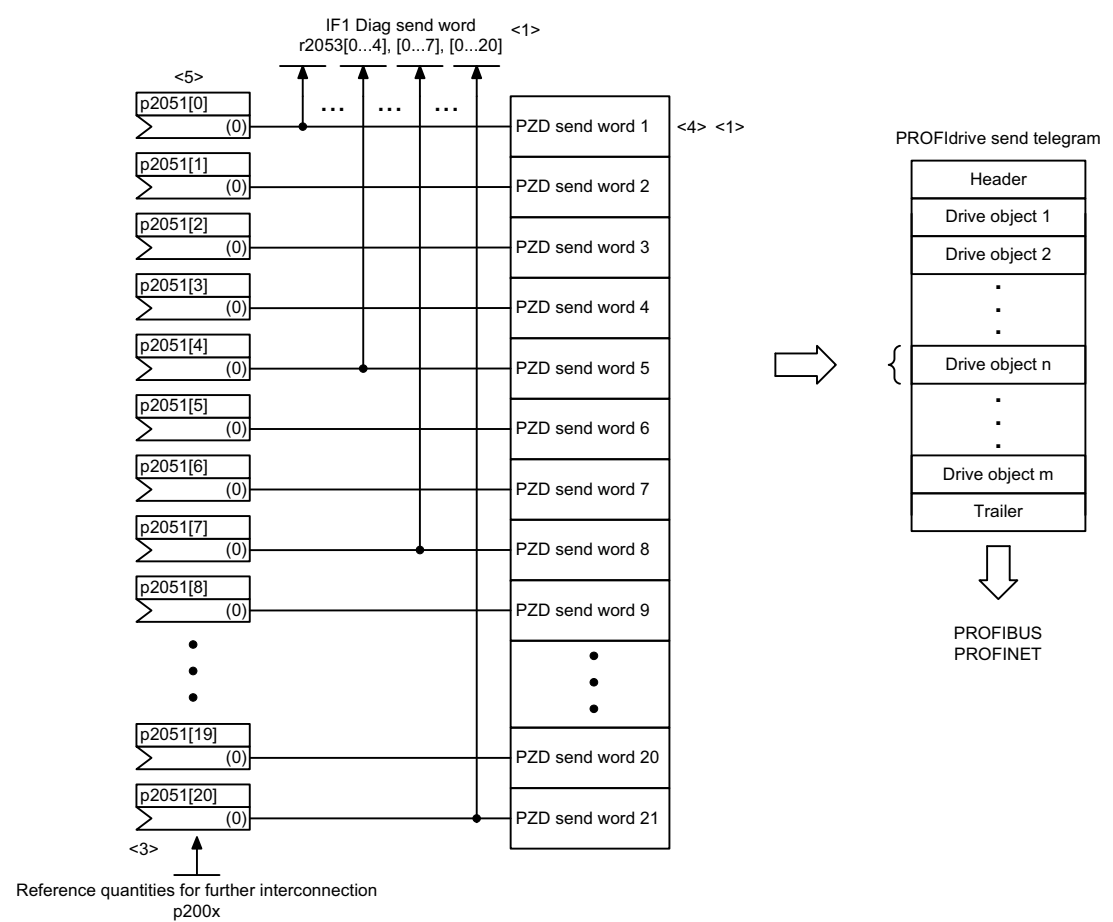 IF1 Diag send word <1>
r2053[0...4], [0...7], [0...20]
<5>
... ... ...
p2051[0]
(0)
PZD send word 1 <4> <1>
p2051[1]
(0)
PZD send word 2
p2051[2]
(0)
PZD send word 3
p2051[3]
(0)
PZD send word 4
p2051[4]
(0)
PZD send word 5
p2051[5]
(0)
PZD send word 6
p2051[6]
(0)
PZD send word 7
p2051[7]
(0)
PZD send word 8
p2051[8]
(0)
PZD send word 9
p2051[19]
(0)
PZD send word 20
p2051[20]
(0)
PZD send word 21
<3>
Reference quantities for further interconnection
p200x
PROFIdrive send telegram
Header
Drive object 1
Drive object 2
Drive object n
Drive object m
Trailer
PROFIBUS
PROFINET